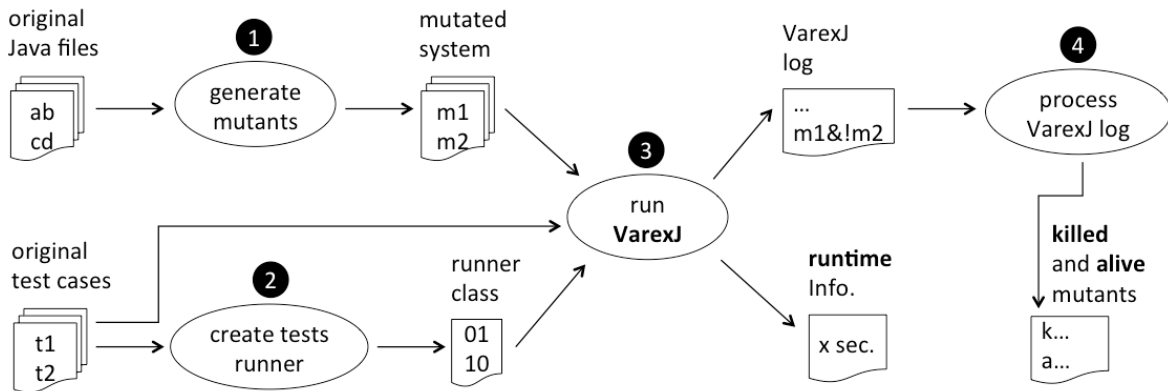 original
Java files
ab
cd
1
generate
mutants
mutated
system
m1
m2
3
run
VarexJ
VarexJ
log
...
m1&!m2
4
process
VarexJ log
original
test cases
t1
t2
2
create tests
runner
runner
class
01
10
runtime
Info.
x sec.
killed
and alive
mutants
k...
a...